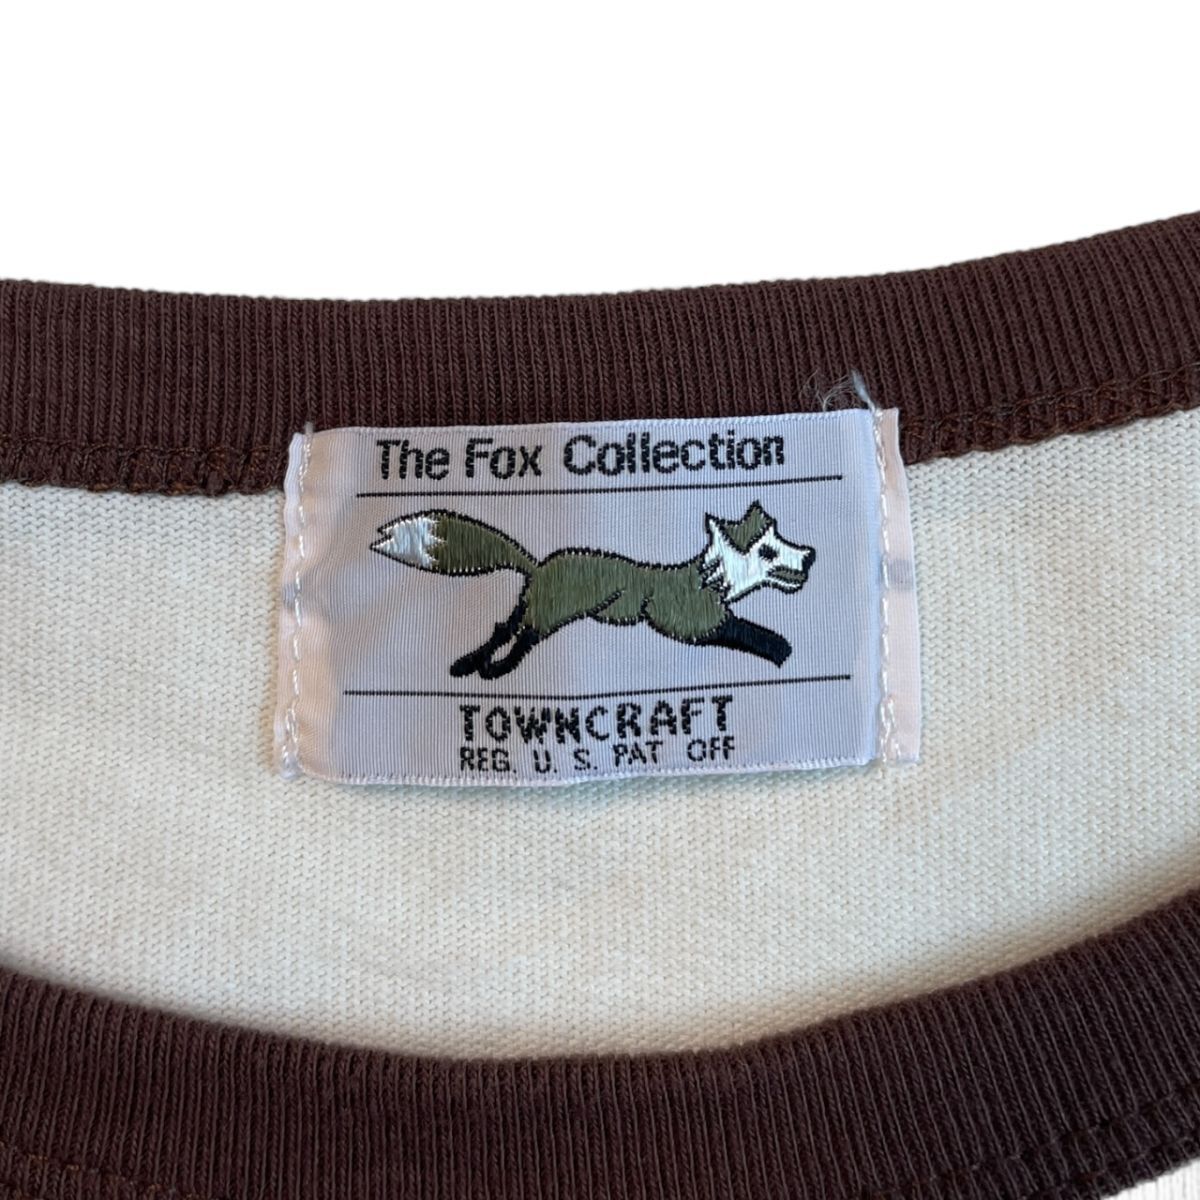 The Fox Collection
TOWNCRAFT
REG. U. S. PAT OFF